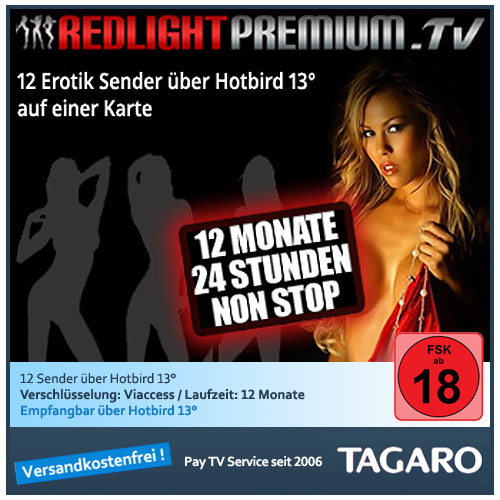 REDLIGHTPREMIUM.TV
12 Erotik Sender über Hotbird 13°
auf einer Karte
12 MONATE
24 STUNDEN
NON STOP
12 Sender über Hotbird 13°
Verschlüsselung: Viaccess / Laufzeit: 12 Monate
Empfangbar über Hotbird 13°
FSK
ab
18
Versandkostenfrei !
Pay TV Service seit 2006
TAGARO